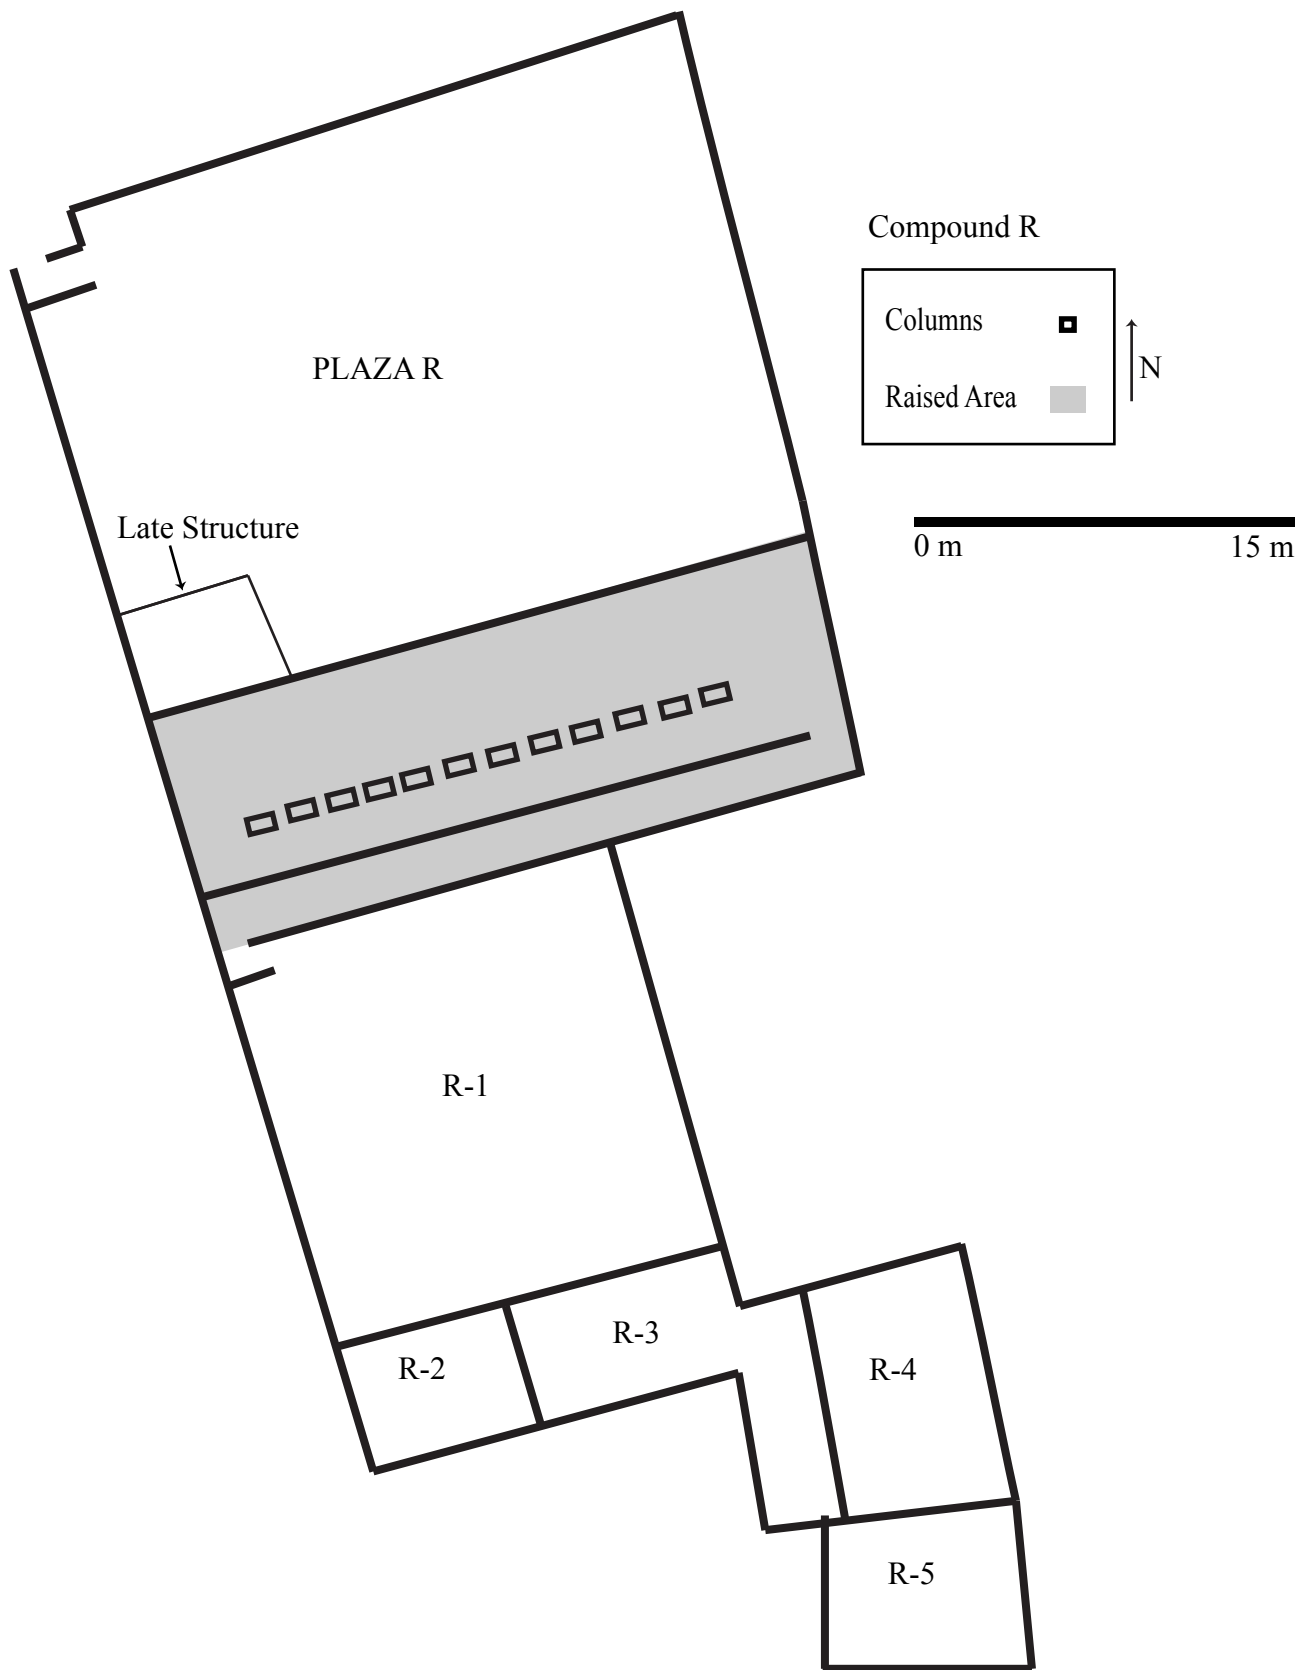 Compound R
Columns
N
Raised Area
PLAZA R
Late Structure
0 m 15 m
R-1
R-3
R-2
R-4
R-5